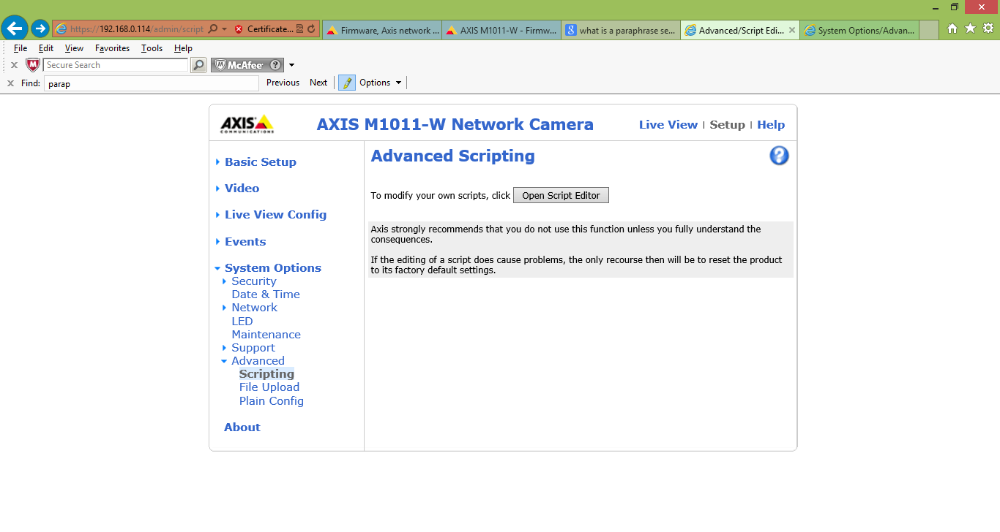 https://192.168.0.114/admin/script
Certificate...
Firmware, Axis network ...
AXIS M1011-W - Firmw...
what is a paraphrase se...
Advanced/Script Edi...
System Options/Advan...
File Edit View Favorites Tools Help
Secure Search
McAfee
Find: parap
Previous Next Options
AXIS
COMMUNICATIONS
AXIS M1011-W Network Camera
Live View | Setup | Help
Basic Setup
Video
Live View Config
Events
System Options
Security
Date & Time
Network
LED
Maintenance
Support
Advanced
Scripting
File Upload
Plain Config
About
Advanced Scripting
To modify your own scripts, click Open Script Editor
Axis strongly recommends that you do not use this function unless you fully understand the
consequences.
If the editing of a script does cause problems, the only recourse then will be to reset the product
to its factory default settings.